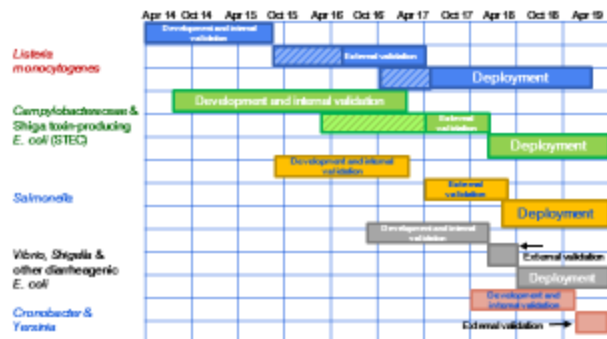 Apr 14 Oct 14 Apr 15 Oct 15 Apr 16 Oct 16 Apr 17 Oct 17 Apr 18 Oct 18 Apr 19
Development and internal
validation
Listeria
monocytogenes
External validation
Deployment
Campylobacteraceae &
Shiga toxin-producing
E. coli (STEC)
Development and internal validation
External
validation
Deployment
Salmonella
Development and internal
validation
External
validation
Deployment
Vibrio, Shigella &
other diarrheagenic
E. coli
Development and internal
validation
External validation
Deployment
Cronobacter &
Yersinia
Development and
internal validation
External validation